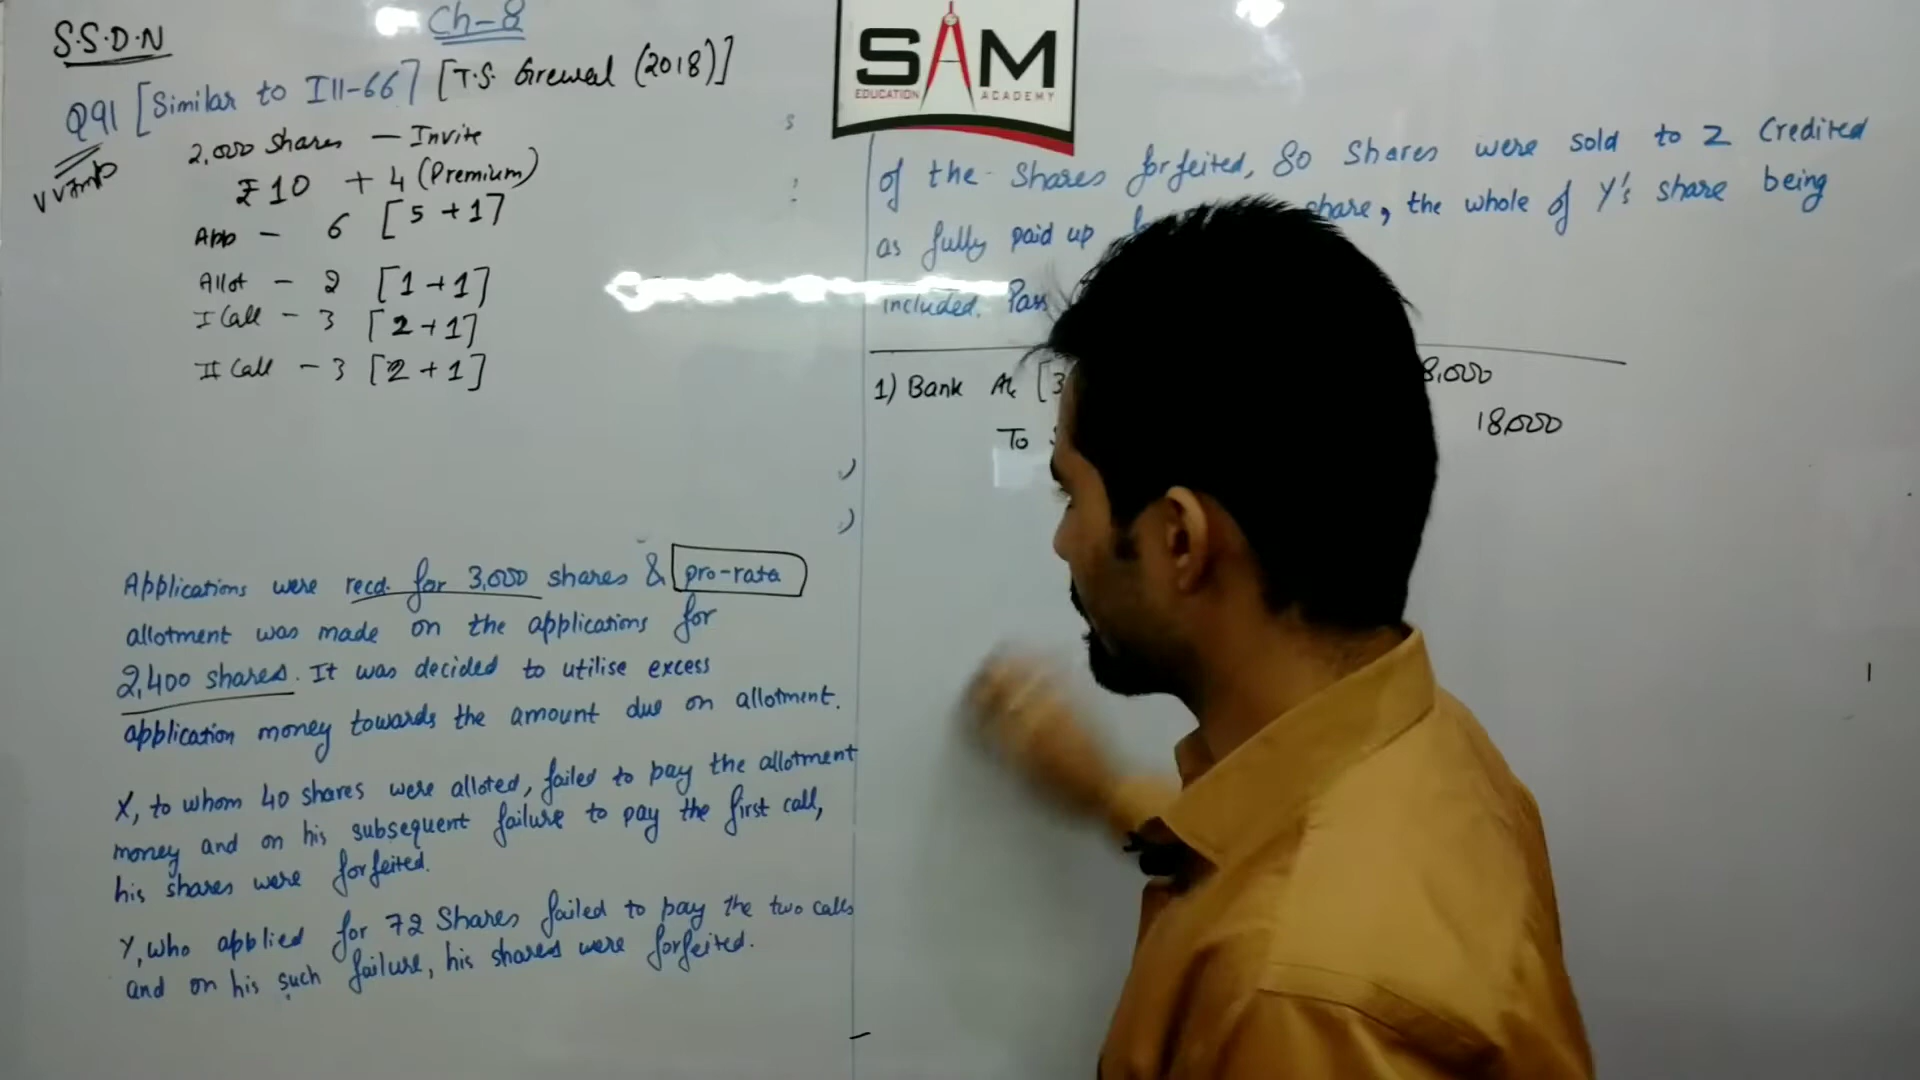 S.S.D.N
Ch-8
Q91 [Similar to Ill-66] [T.S. Grewal (2018)]
VVImp
2,000 Shares — Invite
₹10 + 4 (Premium)
App — 6 [5+1]
Allot — 2 [1+1]
I Call — 3 [2+1]
II Call — 3 [2+1]
Applications were recd. for 3,000 shares & pro-rata
allotment was made on the applications for
2,400 shares. It was decided to utilise excess
application money towards the amount due on allotment.
X, to whom 40 shares were alloted, failed to pay the allotment
money and on his subsequent failure to pay the first call,
his shares were forfeited.
Y, who applied for 72 Shares failed to pay the two calls
and on his such failure, his shares were forfeited.
SAM
EDUCATION ACADEMY
of the Shares forfeited, 80 Shares were sold to Z Credited
as fully paid up share, the whole of Y's share being
included. Pass
1) Bank A/c [3 8,000
To 18,000